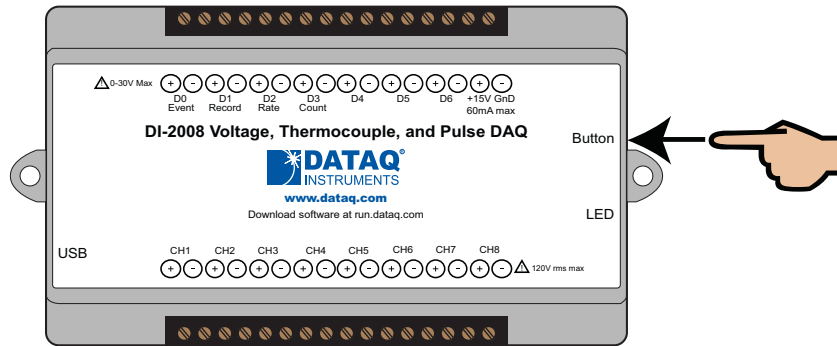 0-30V Max
+ - + - + - + - + - + - + - + -
D0 D1 D2 D3 D4 D5 D6 +15V GnD
Event Record Rate Count 60mA max
DI-2008 Voltage, Thermocouple, and Pulse DAQ
Button
DATAQ®
INSTRUMENTS
www.dataq.com
LED
Download software at run.dataq.com
USB
CH1 CH2 CH3 CH4 CH5 CH6 CH7 CH8
+ - + - + - + - + - + - + - + -
120V rms max